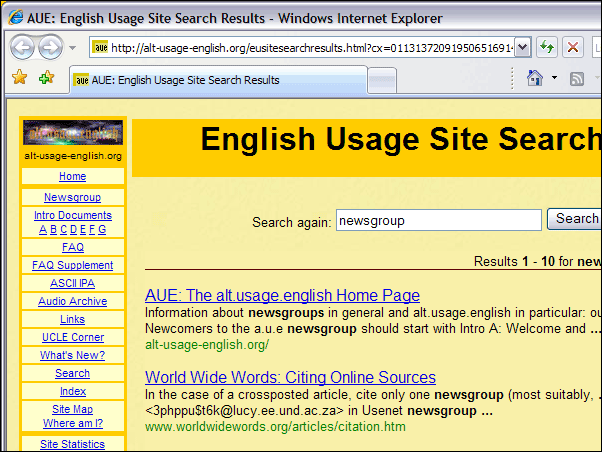 AUE: English Usage Site Search Results - Windows Internet Explorer
aue http://alt-usage-english.org/eusitesearchresults.html?cx=011313720919506516914
aue AUE: English Usage Site Search Results
alt-usage-english.org
Home
Newsgroup
Intro Documents
A B C D E F G
FAQ
FAQ Supplement
ASCII IPA
Audio Archive
Links
UCLE Corner
What's New?
Search
Index
Site Map
Where am I?
Site Statistics
English Usage Site Search
Search again: newsgroup Search
Results 1 - 10 for new
AUE: The alt.usage.english Home Page
Information about newsgroups in general and alt.usage.english in particular: ou
Newcomers to the a.u.e newsgroup should start with Intro A: Welcome and ...
alt-usage-english.org/
World Wide Words: Citing Online Sources
In the case of a crossposted article, cite only one newsgroup (most suitably, .
<3phppu$t6k@lucy.ee.und.ac.za> in Usenet newsgroup ...
www.worldwidewords.org/articles/citation.htm